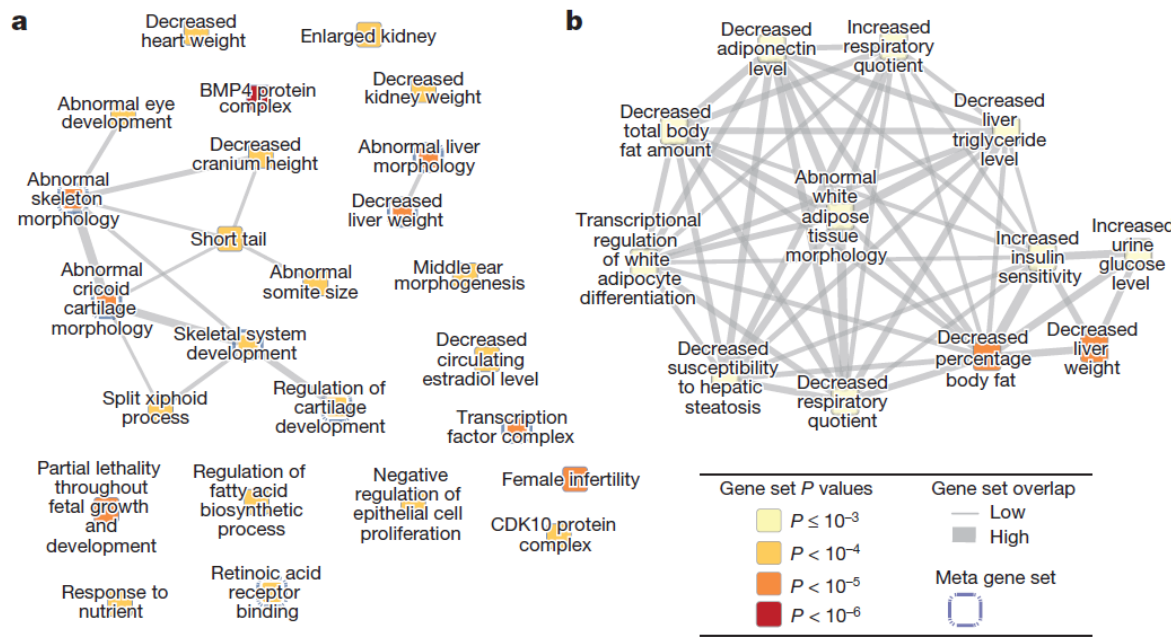 a
Decreased
heart weight
Enlarged kidney
BMP4 protein
complex
Decreased
kidney weight
Abnormal eye
development
Decreased
cranium height
Abnormal liver
morphology
Abnormal
skeleton
morphology
Decreased
liver weight
Short tail
Abnormal
somite size
Middle ear
morphogenesis
Abnormal
cricoid
cartilage
morphology
Skeletal system
development
Decreased
circulating
estradiol level
Split xiphoid
process
Regulation of
cartilage
development
Transcription
factor complex
Partial lethality
throughout
fetal growth
and
development
Regulation of
fatty acid
biosynthetic
process
Negative
regulation of
epithelial cell
proliferation
Female infertility
CDK10 protein
complex
Response to
nutrient
Retinoic acid
receptor
binding
b
Decreased
adiponectin
level
Increased
respiratory
quotient
Decreased
total body
fat amount
Decreased
liver
triglyceride
level
Abnormal
white
adipose
tissue
morphology
Transcriptional
regulation
of white
adipocyte
differentiation
Increased
insulin
sensitivity
Increased
urine
glucose
level
Decreased
susceptibility
to hepatic
steatosis
Decreased
respiratory
quotient
Decreased
percentage
body fat
Decreased
liver
weight
Gene set P values
P ≤ 10⁻³
P < 10⁻⁴
P < 10⁻⁵
P < 10⁻⁶
Gene set overlap
Low
High
Meta gene set